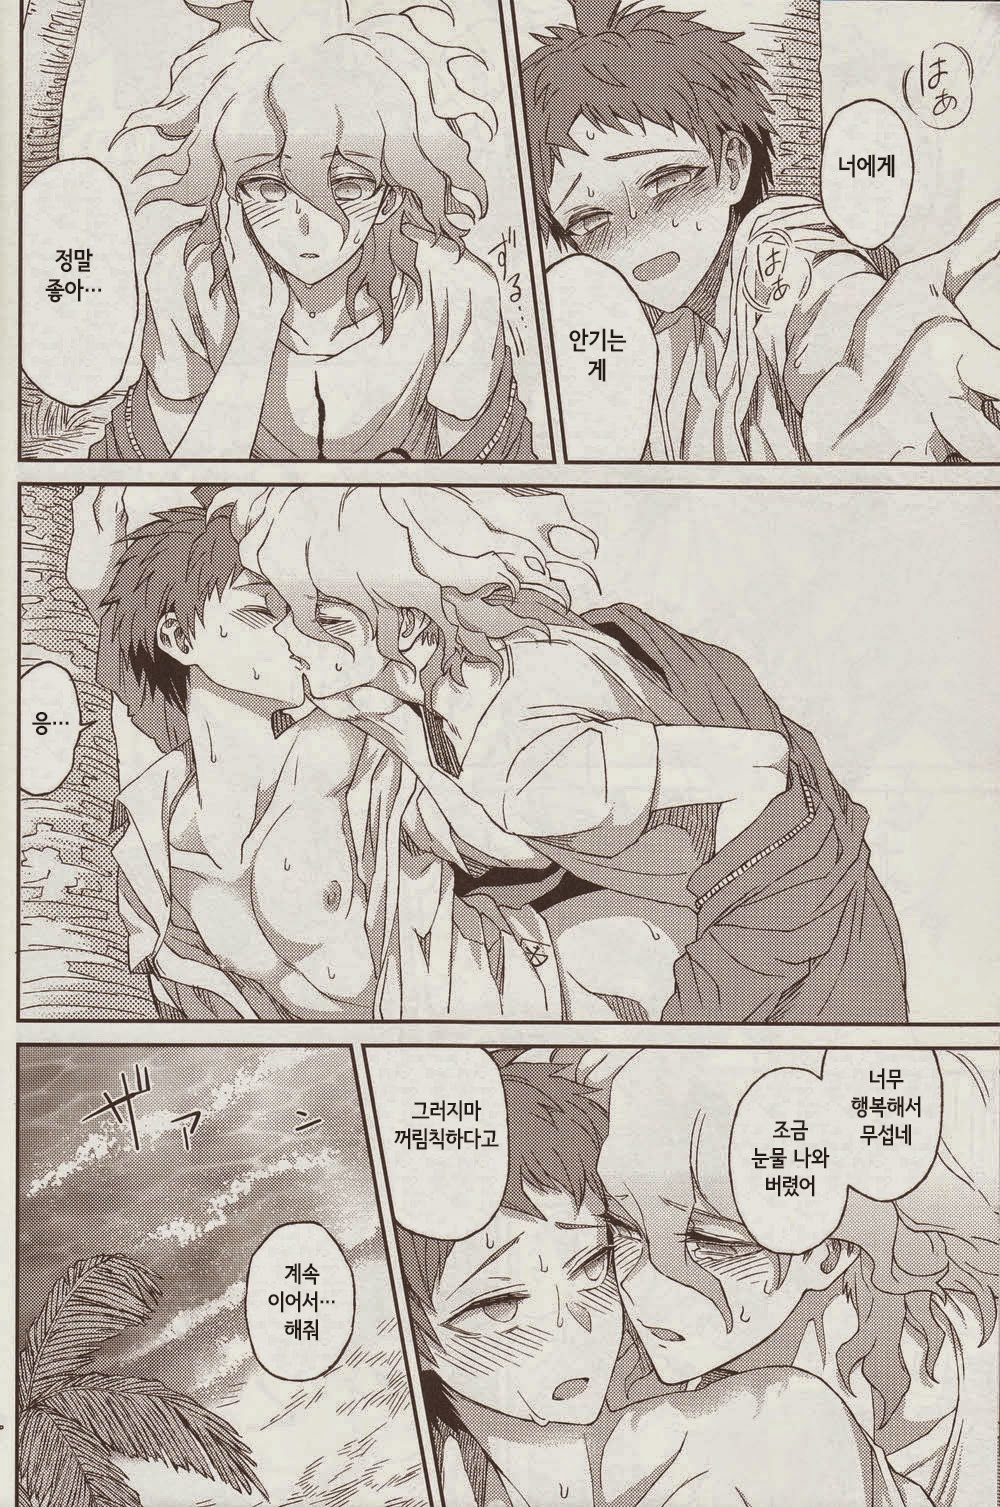 はぁ
너에게
はぁ
안기는
게
ずる…
정말
좋아…
응…
너무
행복해서
무섭네
조금
눈물 나와
버렸어
그러지마
꺼림칙하다고
ザァン
계속
이어서…
해줘